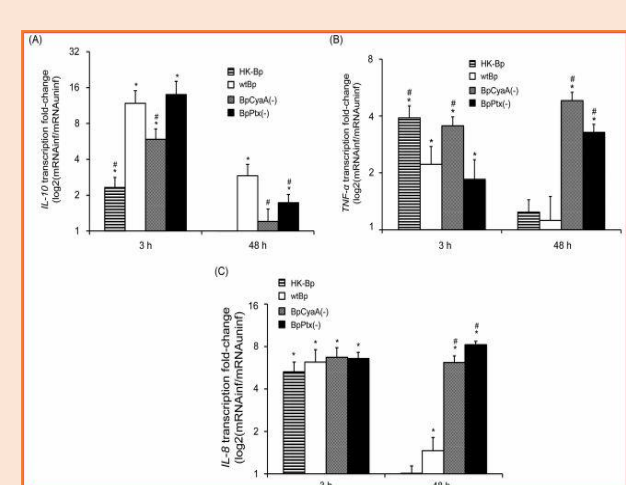 (A)
IL-10 transcription fold-change
(log2(mRNAinf/mRNAuninf)
32
16
8
4
2
1
HK-Bp
wtBp
BpCyaA(-)
BpPtx(-)
#
*
*
#
*
*
*
#
#
*
3 h
48 h
(B)
TNF-α transcription fold-change
(log2(mRNAinf/mRNAuninf)
8
4
2
1
HK-Bp
wtBp
BpCyaA(-)
BpPtx(-)
#
*
*
#
*
*
#
*
#
*
3 h
48 h
(C)
IL-8 transcription fold-change
(log2(mRNAinf/mRNAuninf)
16
8
4
2
1
HK-Bp
wtBp
BpCyaA(-)
BpPtx(-)
*
*
*
*
*
#
*
#
*
3 h
48 h